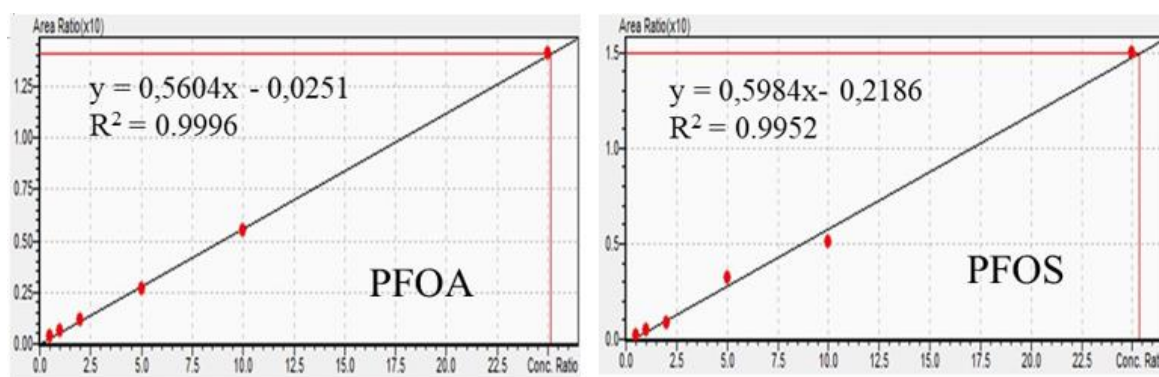 Area Ratio(x10)
y = 0,5604x - 0,0251
R² = 0.9996
1.25
1.00
0.75
0.50
0.25
0.00
PFOA
0.0 2.5 5.0 7.5 10.0 12.5 15.0 17.5 20.0 22.5 Conc. Ratio
Area Ratio(x10)
1.5
y = 0,5984x- 0,2186
R² = 0.9952
1.0
0.5
0.0
PFOS
0.0 2.5 5.0 7.5 10.0 12.5 15.0 17.5 20.0 22.5 Conc. Ratio